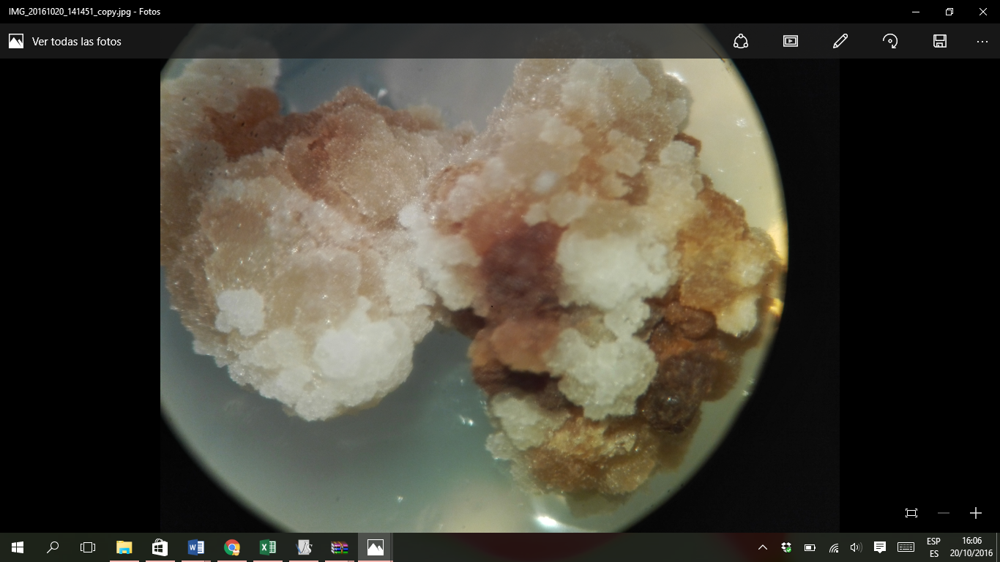 IMG_20161020_141451_copy.jpg - Fotos
Ver todas las fotos
ESP
ES
16:06
20/10/2016